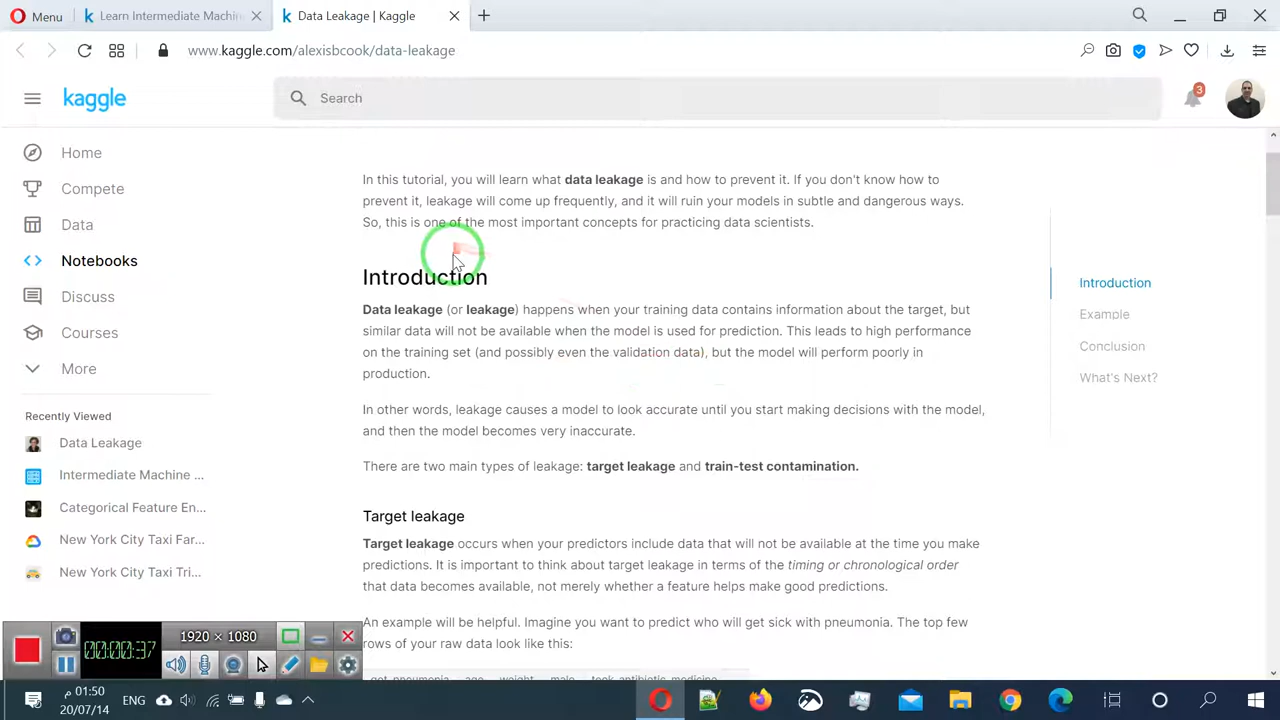 Menu
Learn Intermediate Machin
Data Leakage | Kaggle
www.kaggle.com/alexisbcook/data-leakage
kaggle
Search
3
Home
Compete
Data
Notebooks
Discuss
Courses
More
Recently Viewed
Data Leakage
Intermediate Machine ...
Categorical Feature En...
New York City Taxi Far...
New York City Taxi Tri...
In this tutorial, you will learn what data leakage is and how to prevent it. If you don't know how to
prevent it, leakage will come up frequently, and it will ruin your models in subtle and dangerous ways.
So, this is one of the most important concepts for practicing data scientists.
Introduction
Data leakage (or leakage) happens when your training data contains information about the target, but
similar data will not be available when the model is used for prediction. This leads to high performance
on the training set (and possibly even the validation data), but the model will perform poorly in
production.
In other words, leakage causes a model to look accurate until you start making decisions with the model,
and then the model becomes very inaccurate.
There are two main types of leakage: target leakage and train-test contamination.
Target leakage
Target leakage occurs when your predictors include data that will not be available at the time you make
predictions. It is important to think about target leakage in terms of the timing or chronological order
that data becomes available, not merely whether a feature helps make good predictions.
An example will be helpful. Imagine you want to predict who will get sick with pneumonia. The top few
rows of your raw data look like this:
got_pneumonia age weight male took_antibiotic_medicine
Introduction
Example
Conclusion
What's Next?
00:00:37
1920 × 1080
01:50 م
20/07/14
ENG